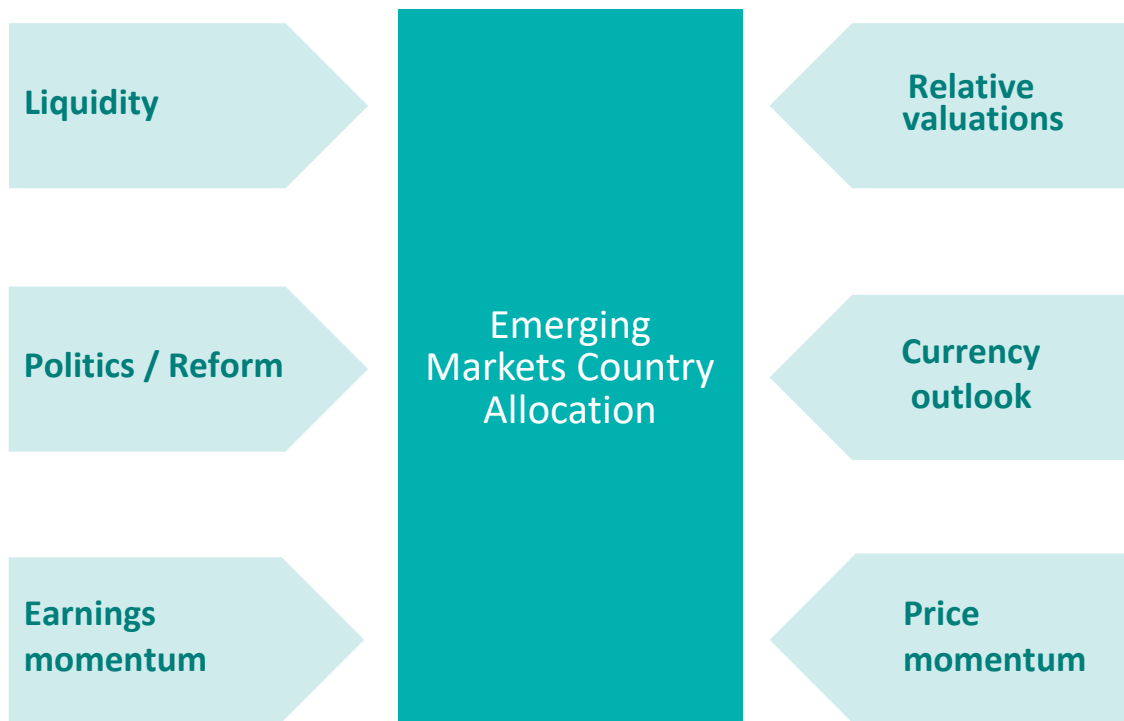 Liquidity
Politics / Reform
Earnings
momentum
Emerging
Markets Country
Allocation
Relative
valuations
Currency
outlook
Price
momentum